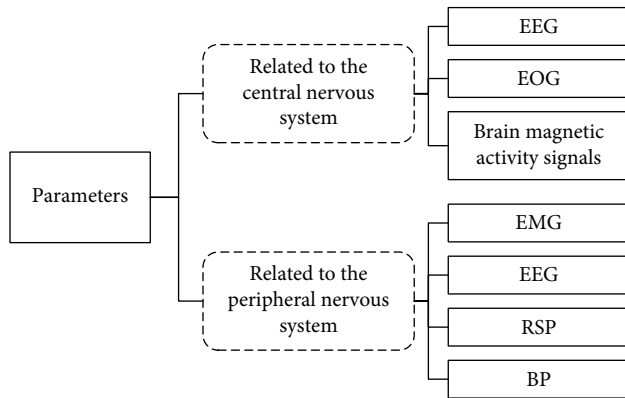 Parameters
Related to the
central nervous
system
EEG
EOG
Brain magnetic
activity signals
Related to the
peripheral nervous
system
EMG
EEG
RSP
BP